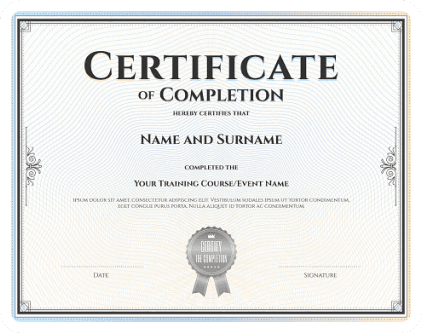 CERTIFICATE
OF COMPLETION
HEREBY CERTIFIES THAT
NAME AND SURNAME
COMPLETED THE
YOUR TRAINING COURSE/EVENT NAME
IPSUM DOLOR SIT AMET, CONSECTETUR ADIPISCING ELIT. VESTIBULUM SODALES IPSUM UT TORTOR CONDIMENTUM,
EGET CONGUE PURUS PORTA. NULLA ALIQUET ID TORTOR AC CONDIMENTUM.
THE COMPLETION
DATE
SIGNATURE